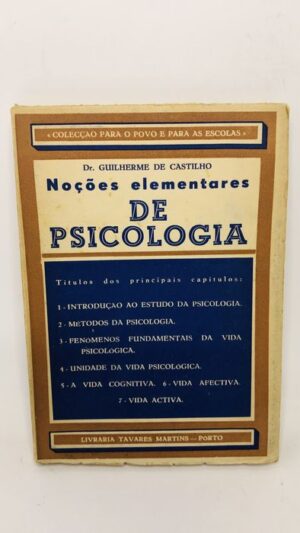 « COLECÇÃO PARA O POVO E PARA AS ESCOLAS »
Dr. GUILHERME DE CASTILHO
Noções elementares
DE
PSICOLOGIA
Títulos dos principais capítulos:
1 - INTRODUÇÃO AO ESTUDO DA PSICOLOGIA.
2 - MÉTODOS DA PSICOLOGIA.
3 - FENÓMENOS FUNDAMENTAIS DA VIDA
PSICOLÓGICA.
4 - UNIDADE DA VIDA PSICOLÓGICA.
5 - A VIDA COGNITIVA. 6 - VIDA AFECTIVA.
7 - VIDA ACTIVA.
LIVRARIA TAVARES MARTINS — PORTO